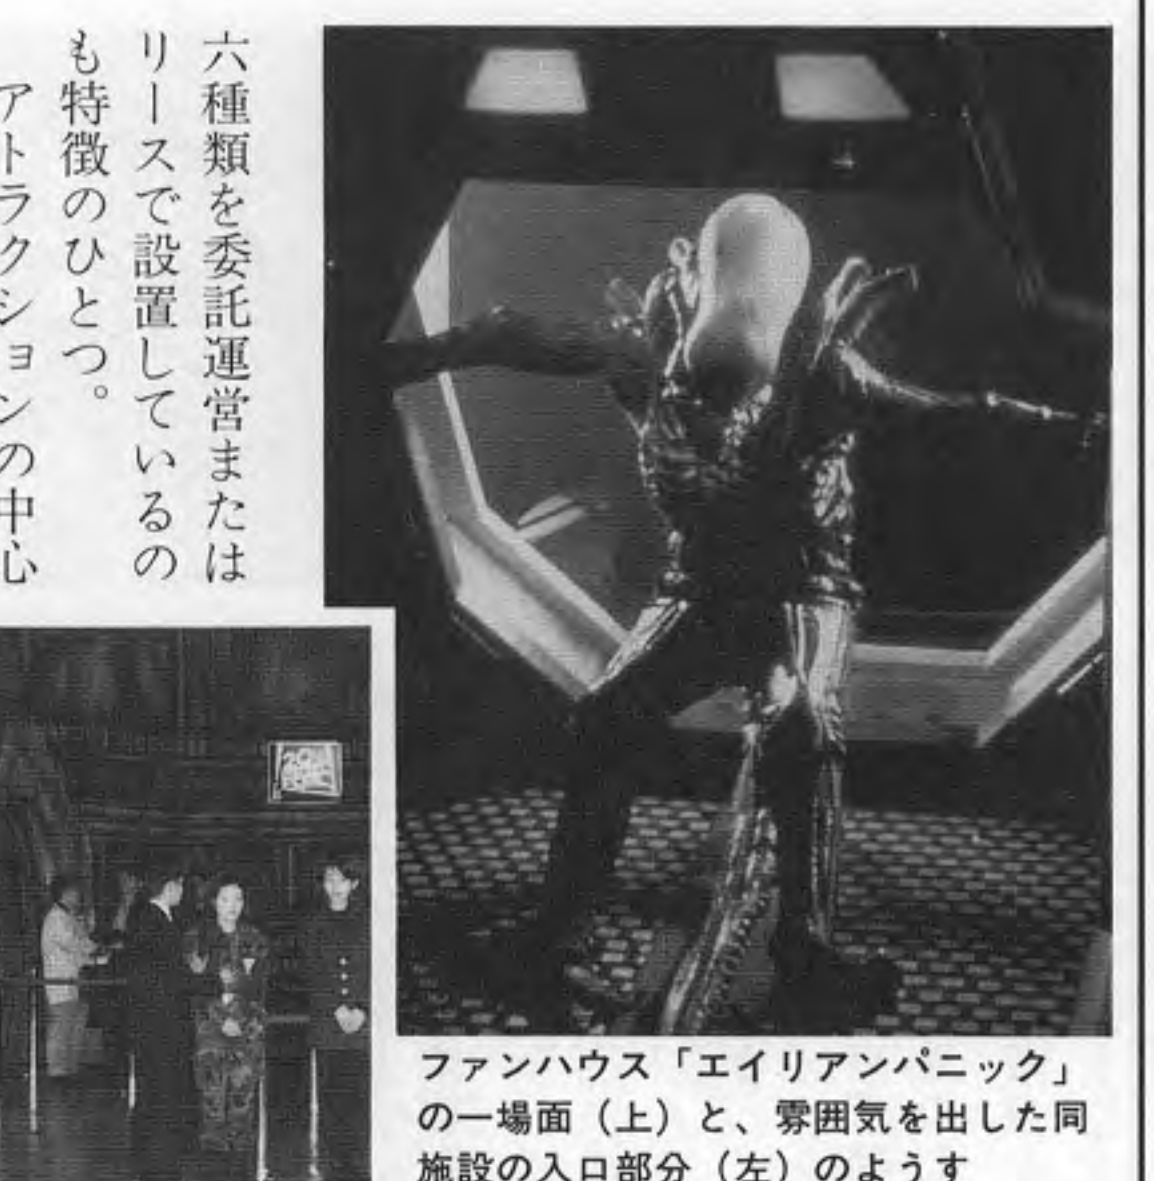 六種類を委託運営または
リースで設置しているの
も特徴のひとつ。
アトラクションの中心
ファンハウス「エイリアンパニック」
の一場面（上）と、雰囲気を出した同
施設の入口部分（左）のようす